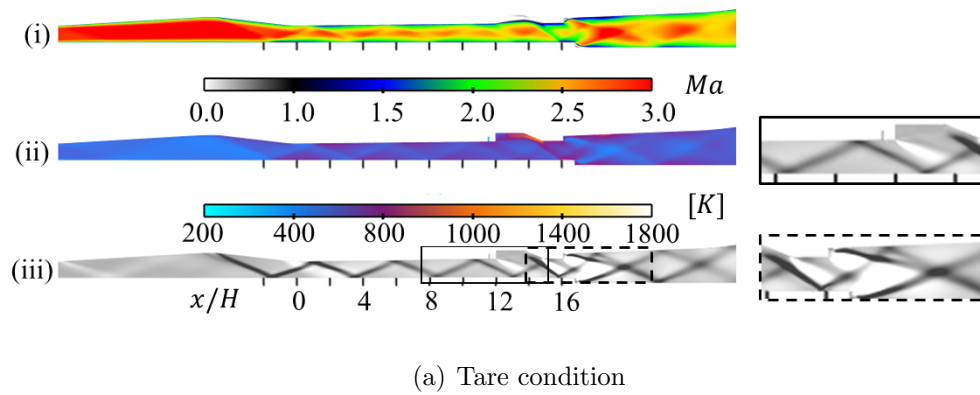 (i)
Ma
0.0 1.0 1.5 2.0 2.5 3.0
(ii)
[K]
200 400 800 1000 1400 1800
(iii)
x/H 0 4 8 12 16
(a) Tare condition